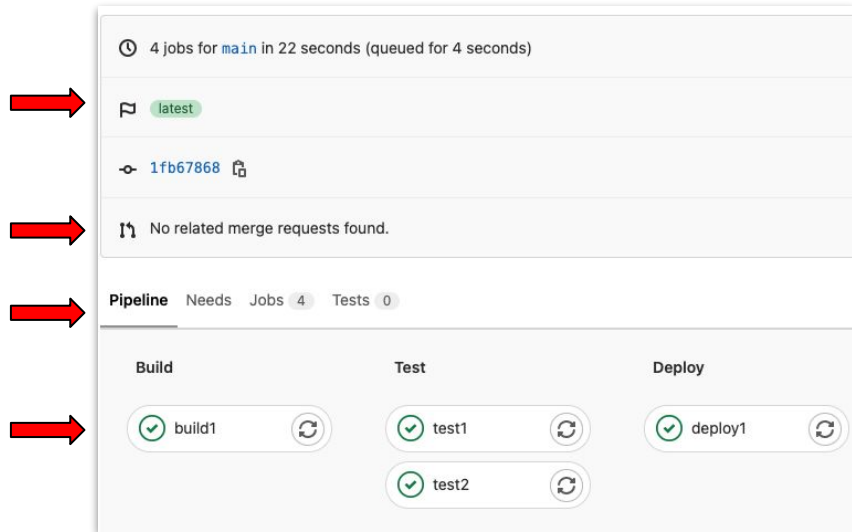 4 jobs for main in 22 seconds (queued for 4 seconds)
latest
1fb67868
No related merge requests found.
Pipeline Needs Jobs 4 Tests 0
Build Test Deploy
build1 test1 deploy1
test2